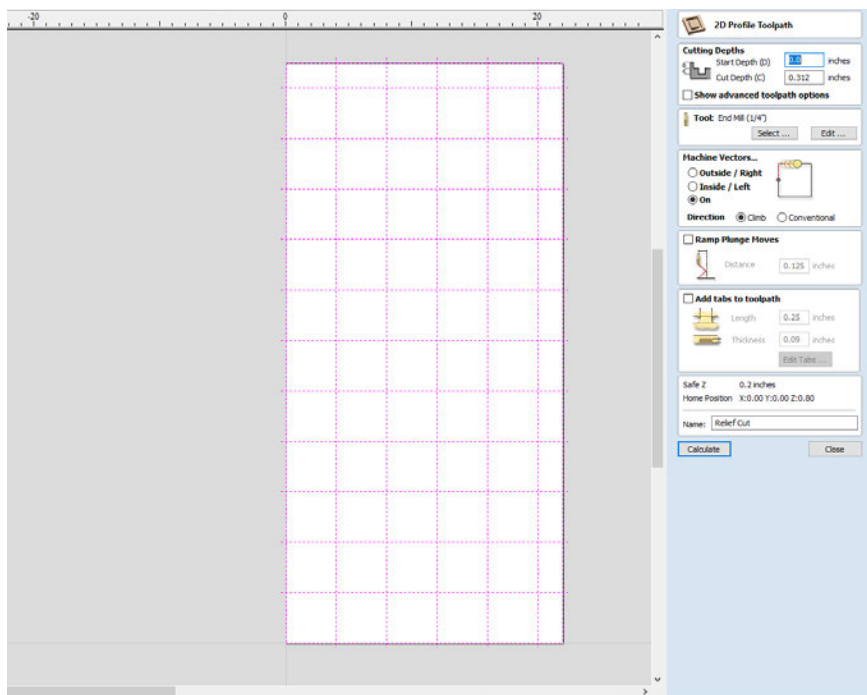 -20 0 20
2D Profile Toolpath
Cutting Depths
Start Depth (D) 0.0 inches
Cut Depth (C) 0.312 inches
Show advanced toolpath options
Tool: End Mill (1/4")
Select ... Edit ...
Machine Vectors...
Outside / Right
Inside / Left
On
Direction Climb Conventional
Ramp Plunge Moves
Distance 0.125 inches
Add tabs to toolpath
Length 0.25 inches
Thickness 0.09 inches
Edit Tabs ...
Safe Z 0.2 inches
Home Position X:0.00 Y:0.00 Z:0.80
Name: Relief Cut
Calculate Close